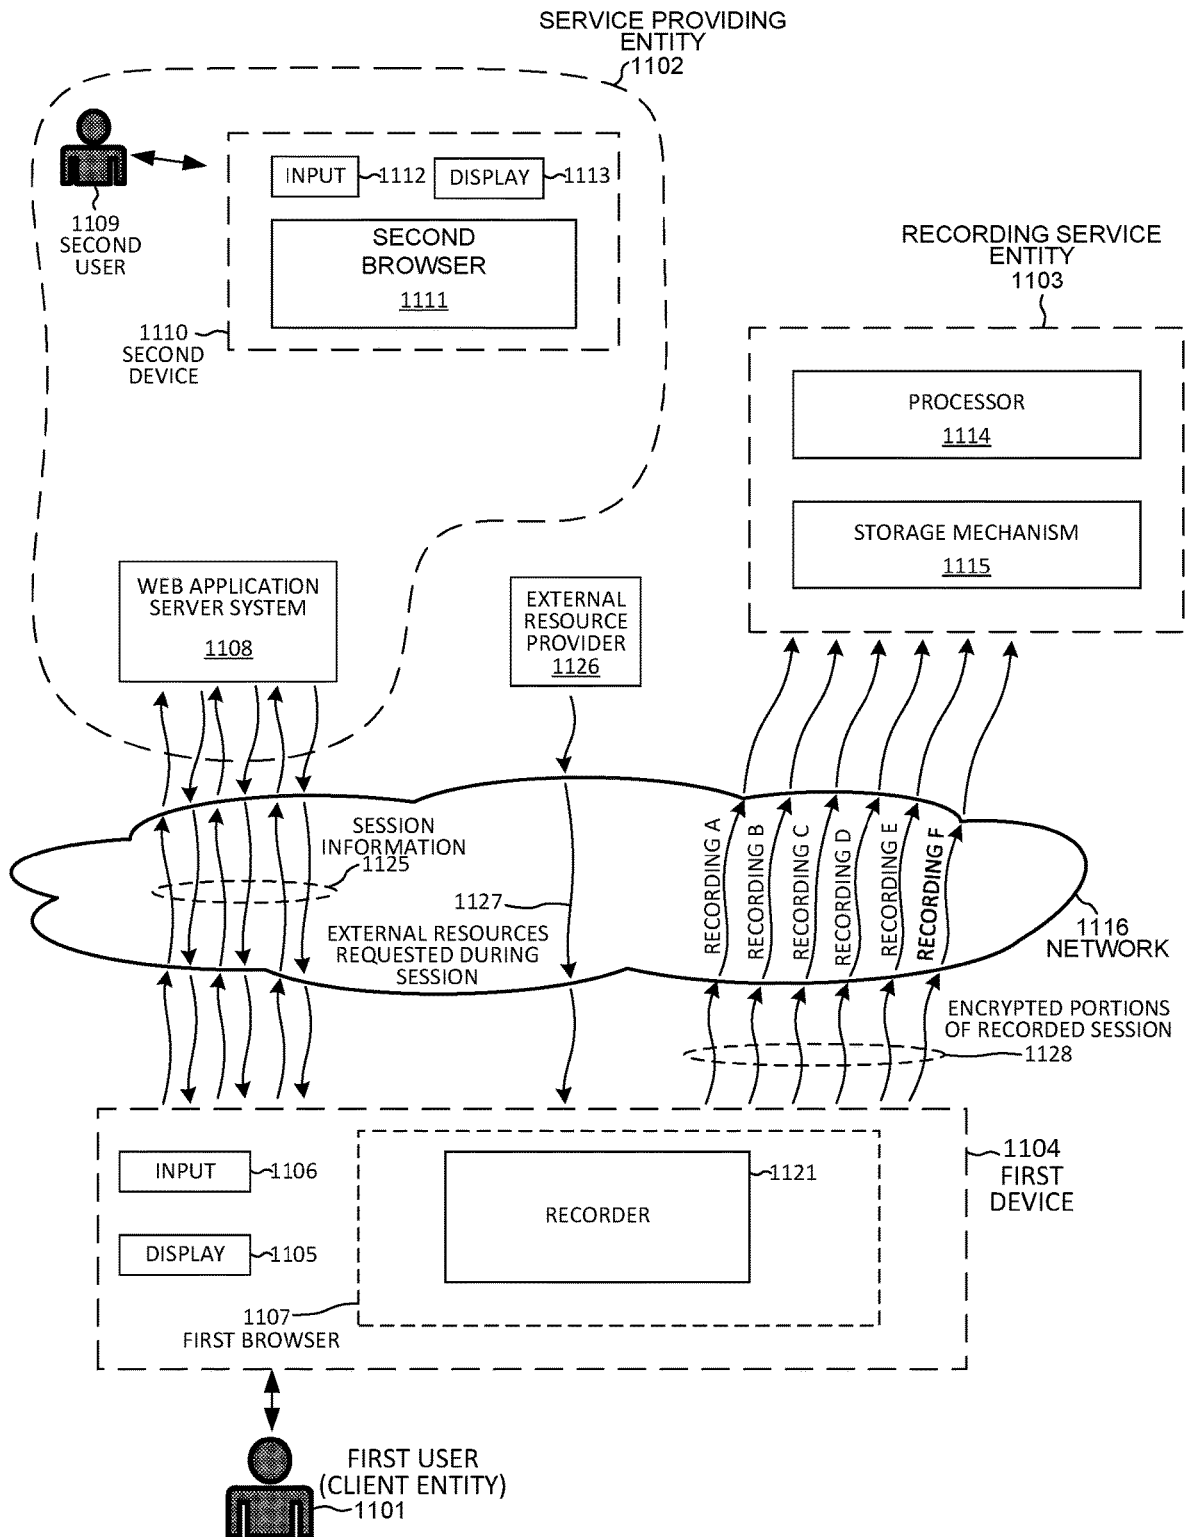 SERVICE PROVIDING
ENTITY
1102
INPUT
1112
DISPLAY
1113
1109
SECOND
USER
SECOND
BROWSER
1111
1110
SECOND
DEVICE
RECORDING SERVICE
ENTITY
1103
PROCESSOR
1114
STORAGE MECHANISM
1115
WEB APPLICATION
SERVER SYSTEM
1108
EXTERNAL
RESOURCE
PROVIDER
1126
SESSION
INFORMATION
1125
1127
EXTERNAL RESOURCES
REQUESTED DURING
SESSION
RECORDING A
RECORDING B
RECORDING C
RECORDING D
RECORDING E
RECORDING F
1116
NETWORK
ENCRYPTED PORTIONS
OF RECORDED SESSION
1128
INPUT
1106
DISPLAY
1105
RECORDER
1121
1104
FIRST
DEVICE
1107
FIRST BROWSER
FIRST USER
(CLIENT ENTITY)
1101